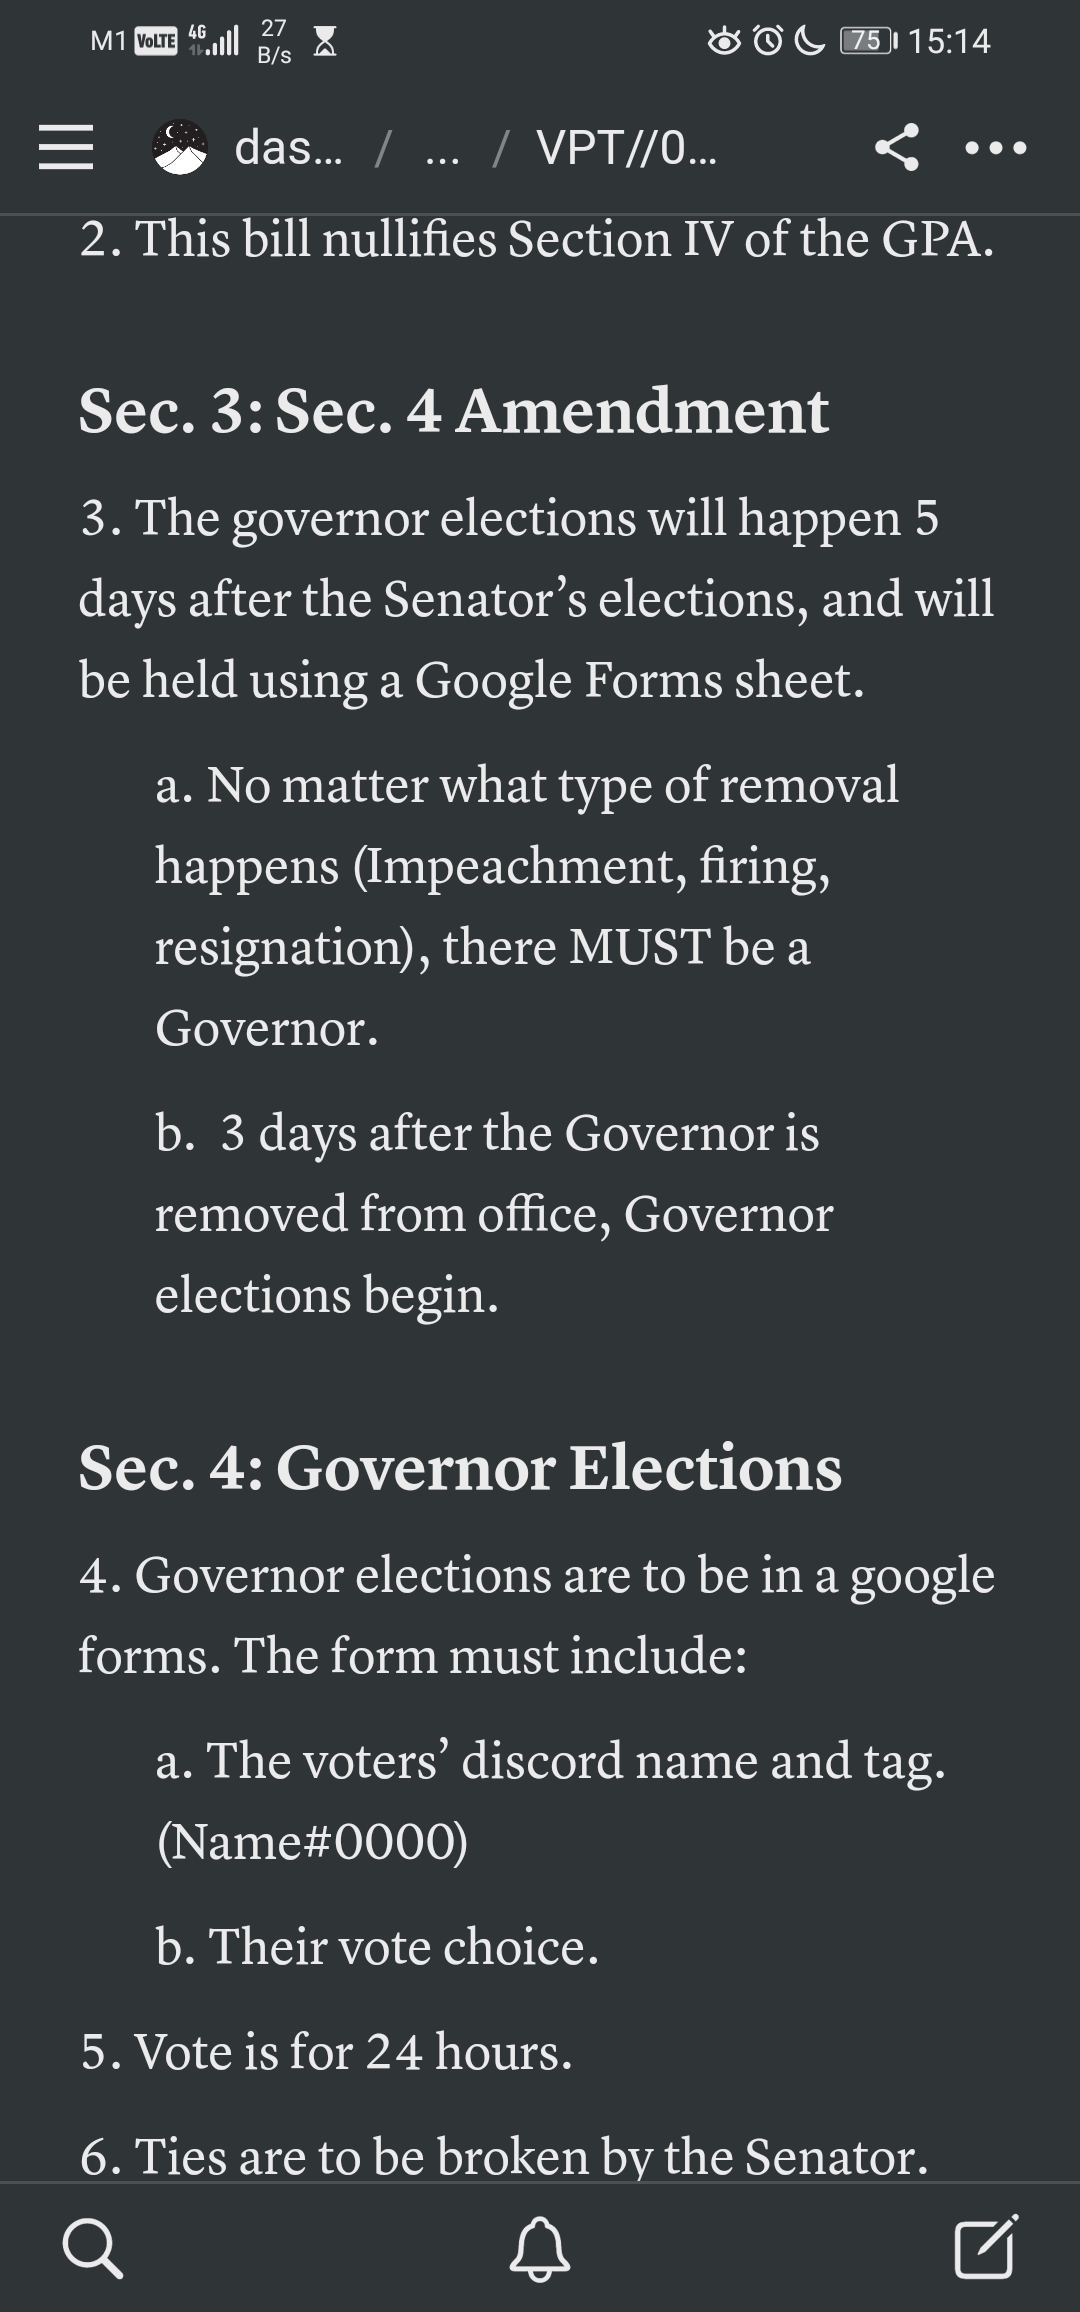 M1 VoLTE 4G 27 B/s 75 15:14
das... / ... / VPT//0...
2. This bill nullifies Section IV of the GPA.
Sec. 3: Sec. 4 Amendment
3. The governor elections will happen 5
days after the Senator’s elections, and will
be held using a Google Forms sheet.
a. No matter what type of removal
happens (Impeachment, firing,
resignation), there MUST be a
Governor.
b.  3 days after the Governor is
removed from office, Governor
elections begin.
Sec. 4: Governor Elections
4. Governor elections are to be in a google
forms. The form must include:
a. The voters’ discord name and tag.
(Name#0000)
b. Their vote choice.
5. Vote is for 24 hours.
6. Ties are to be broken by the Senator.